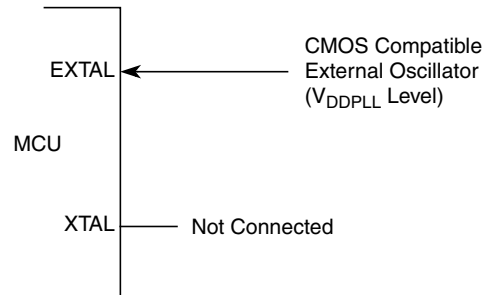 EXTAL
CMOS Compatible
External Oscillator
(VDDPLL Level)
MCU
XTAL
Not Connected